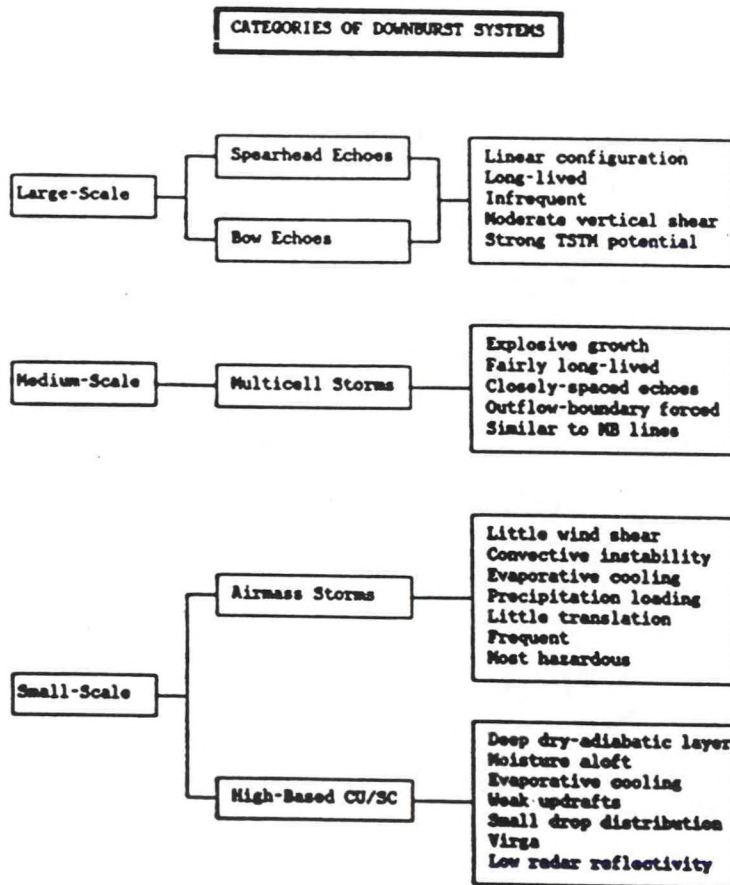 CATEGORIES OF DOWNBURST SYSTEMS
Large-Scale
Spearhead Echoes
Bow Echoes
Linear configuration
Long-lived
Infrequent
Moderate vertical shear
Strong TSTM potential
Medium-Scale
Multicell Storms
Explosive growth
Fairly long-lived
Closely-spaced echoes
Outflow-boundary forced
Similar to MB lines
Small-Scale
Airmass Storms
Little wind shear
Convective instability
Evaporative cooling
Precipitation loading
Little translation
Frequent
Most hazardous
High-Based CU/SC
Deep dry-adiabatic layer
Moisture aloft
Evaporative cooling
Weak updrafts
Small drop distribution
Virga
Low radar reflectivity